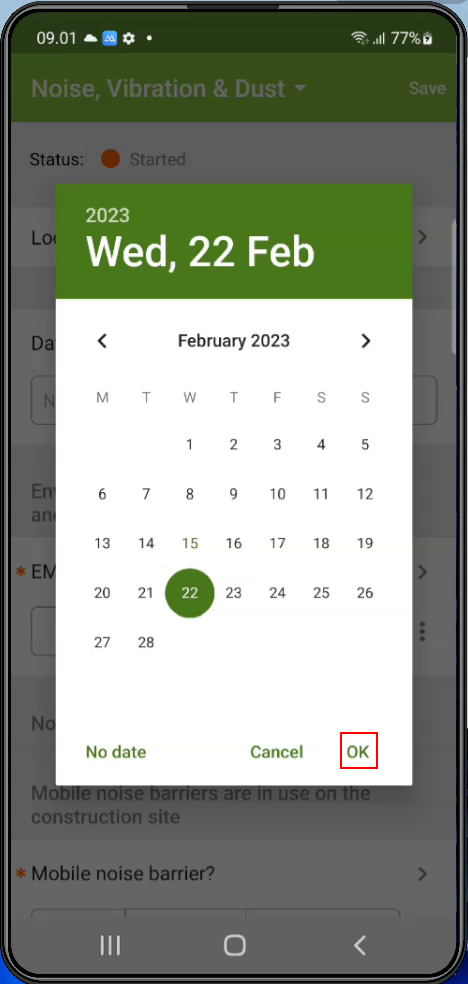 09.01 77%
Noise, Vibration & Dust Save
Status: Started
2023
Wed, 22 Feb
February 2023
M T W T F S S
1 2 3 4 5
6 7 8 9 10 11 12
13 14 15 16 17 18 19
20 21 22 23 24 25 26
27 28
No date Cancel OK
Mobile noise barriers are in use on the
construction site
* Mobile noise barrier?